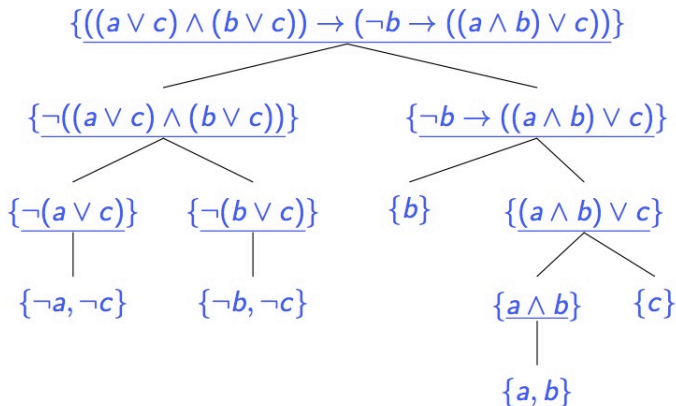 {((a ∨ c) ∧ (b ∨ c)) → (¬b → ((a ∧ b) ∨ c))}
{¬((a ∨ c) ∧ (b ∨ c))} {¬b → ((a ∧ b) ∨ c)}
{¬(a ∨ c)} {¬(b ∨ c)} {b} {(a ∧ b) ∨ c}
{¬a, ¬c} {¬b, ¬c} {a ∧ b} {c}
{a, b}